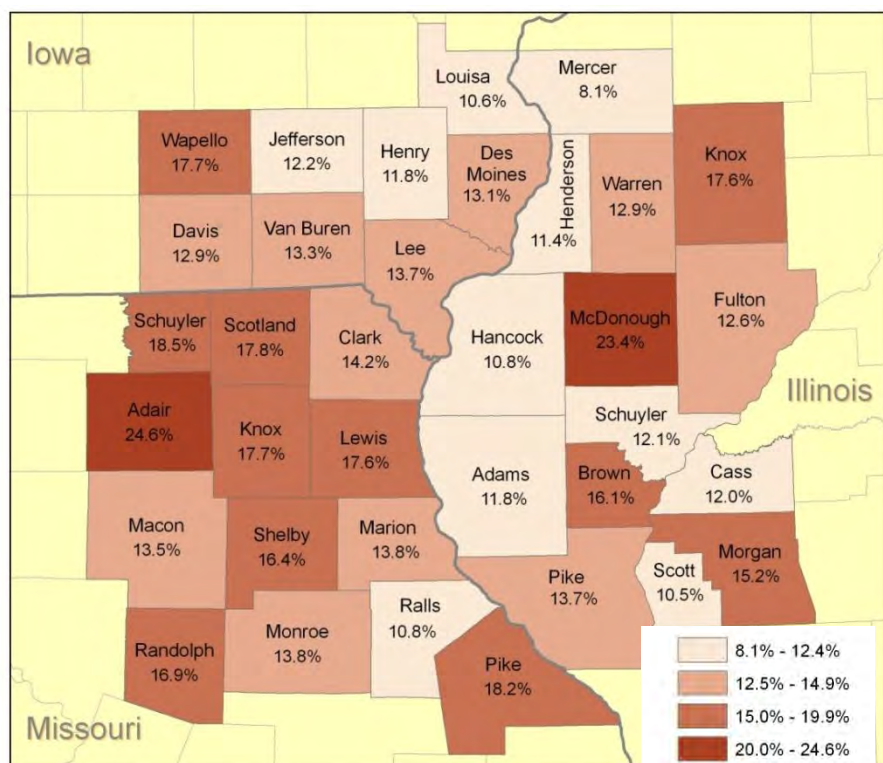 Iowa
Louisa
10.6%
Mercer
8.1%
Wapello
17.7%
Jefferson
12.2%
Henry
11.8%
Des
Moines
13.1%
Henderson
11.4%
Warren
12.9%
Knox
17.6%
Davis
12.9%
Van Buren
13.3%
Lee
13.7%
Schuyler
18.5%
Scotland
17.8%
Clark
14.2%
Hancock
10.8%
McDonough
23.4%
Fulton
12.6%
Illinois
Adair
24.6%
Knox
17.7%
Lewis
17.6%
Schuyler
12.1%
Adams
11.8%
Brown
16.1%
Cass
12.0%
Macon
13.5%
Shelby
16.4%
Marion
13.8%
Pike
13.7%
Scott
10.5%
Morgan
15.2%
Randolph
16.9%
Monroe
13.8%
Ralls
10.8%
Pike
18.2%
Missouri
8.1% - 12.4%
12.5% - 14.9%
15.0% - 19.9%
20.0% - 24.6%